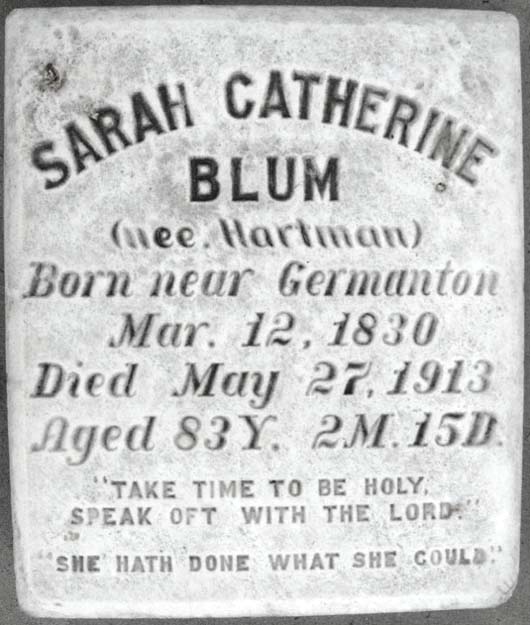 SARAH CATHERINE
BLUM
(nee. Hartman)
Born near Germanton
Mar. 12, 1830
Died May 27, 1913
Aged 83Y. 2M. 15D.
"TAKE TIME TO BE HOLY,
SPEAK OFT WITH THE LORD."
"SHE HATH DONE WHAT SHE COULD."